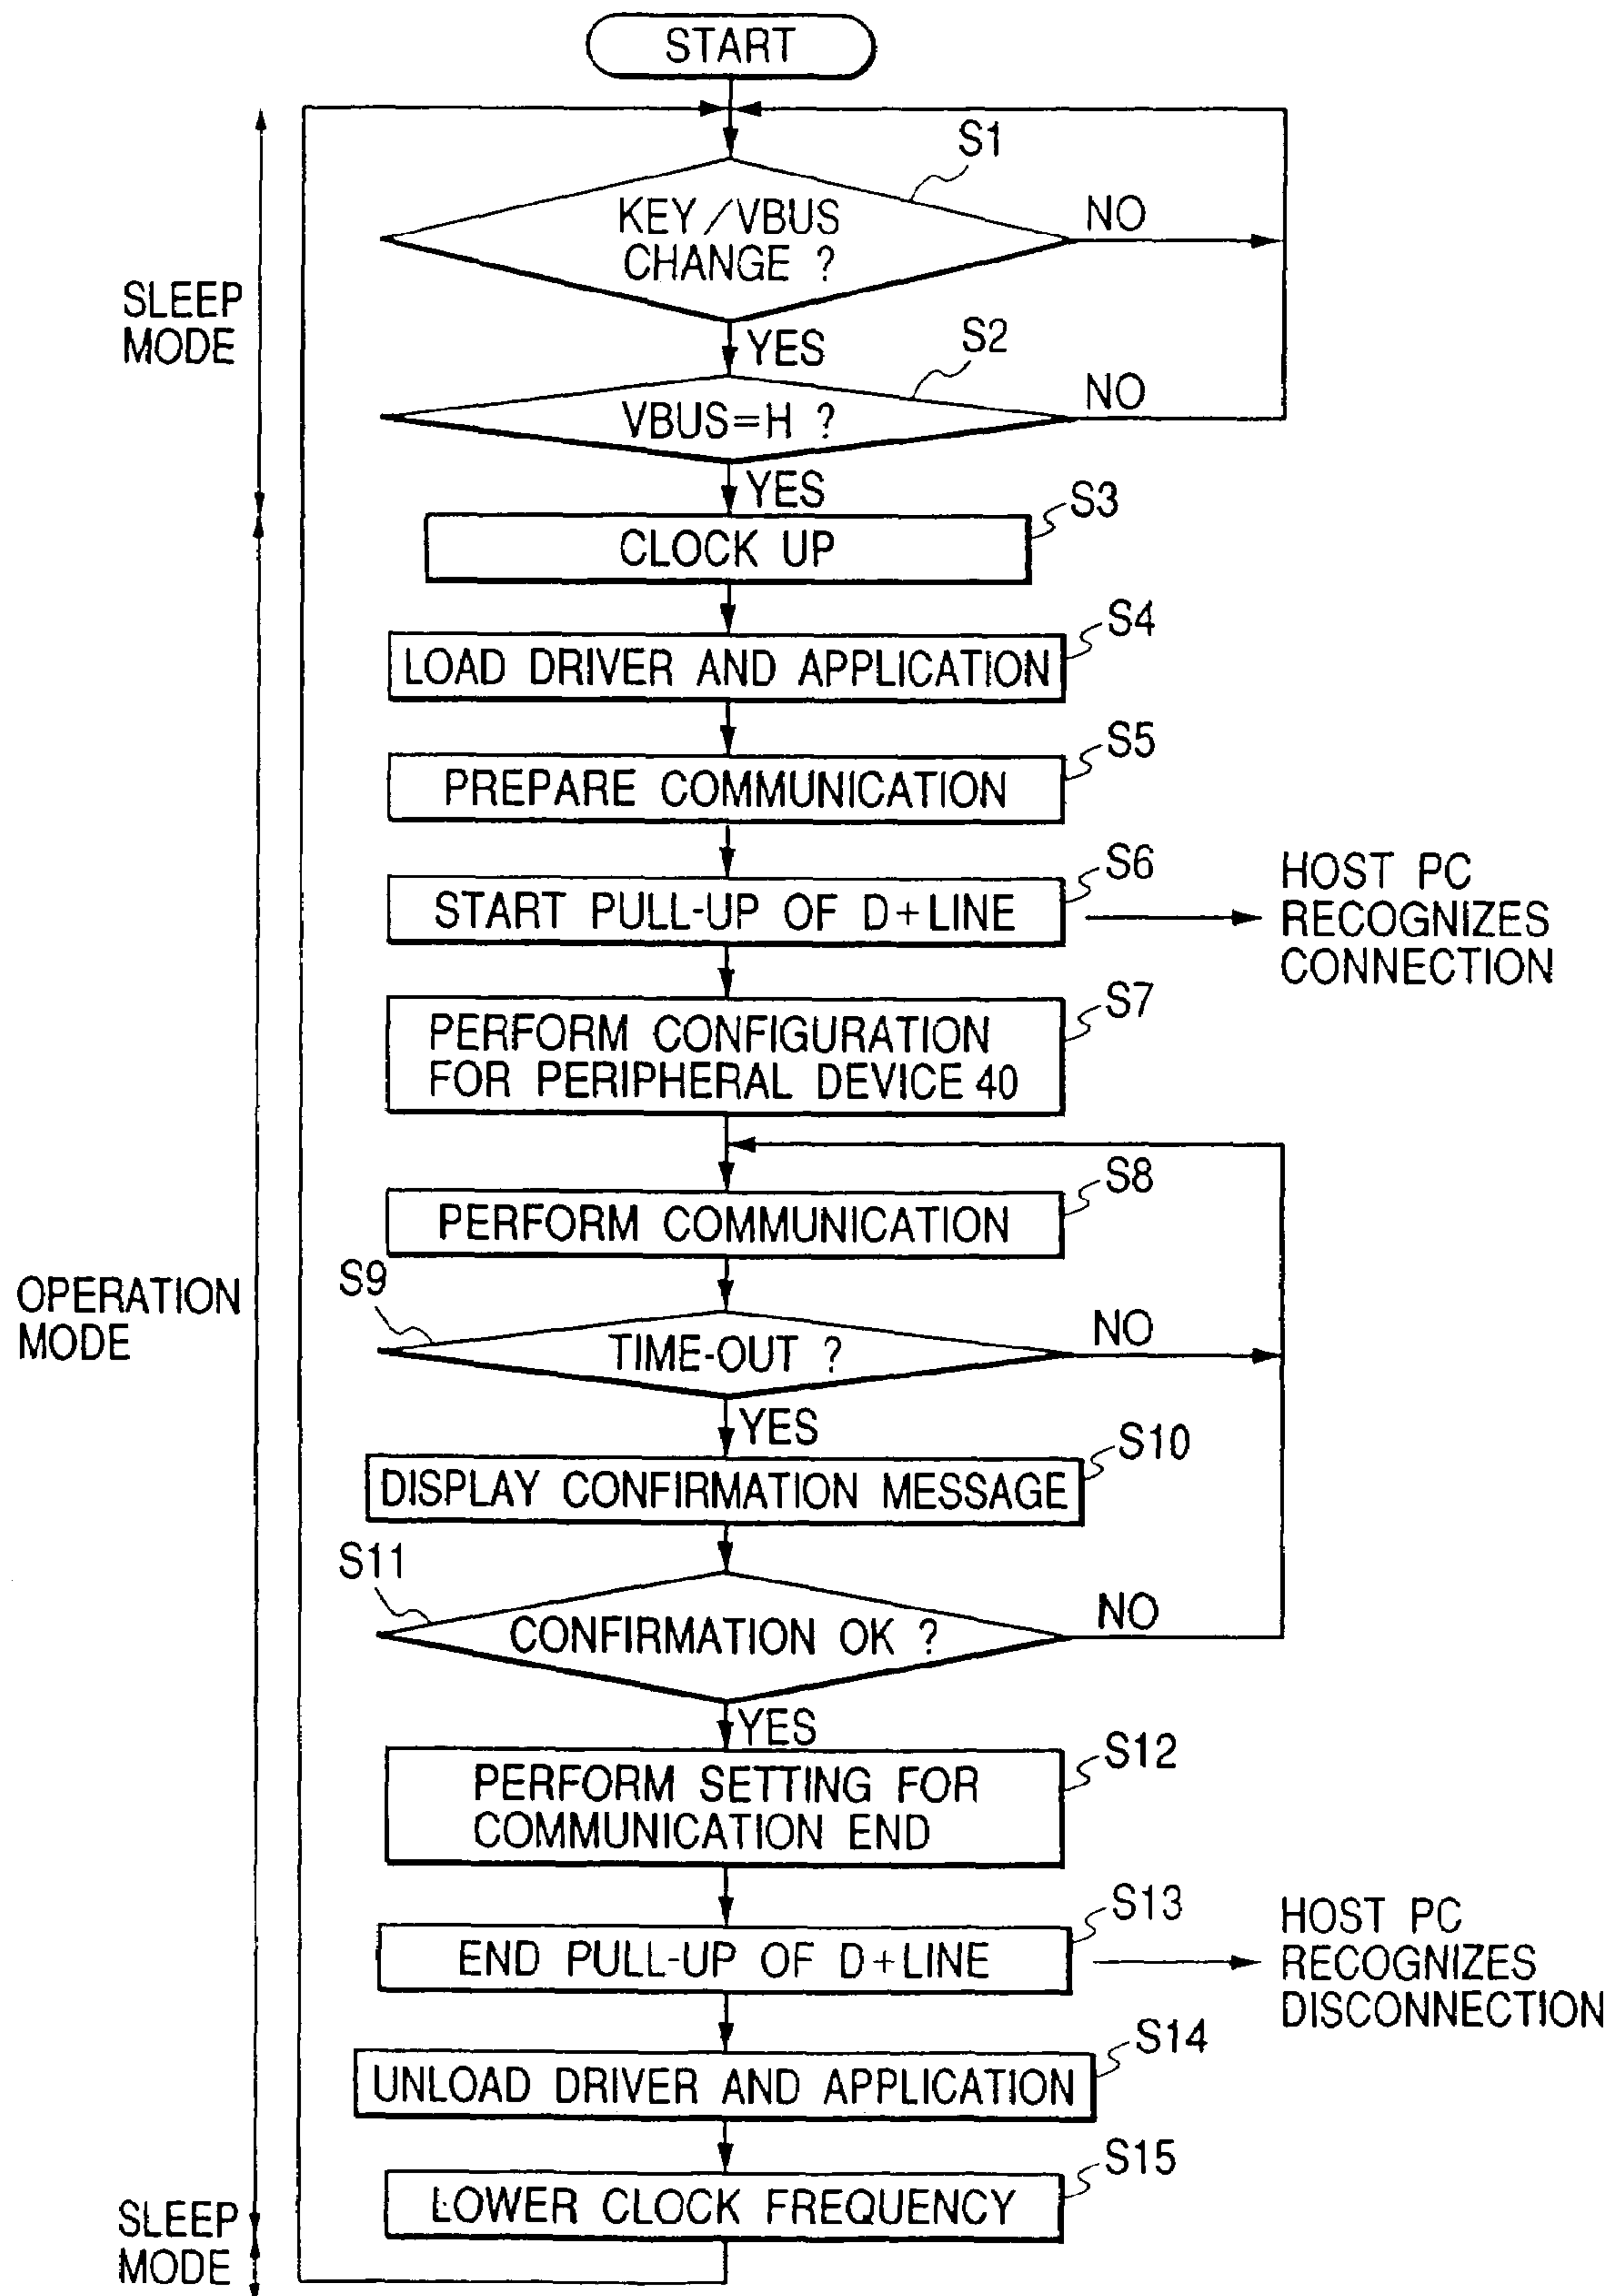 START
S1
KEY/VBUS
CHANGE ?
NO
SLEEP
MODE
YES
S2
VBUS=H ?
NO
YES
S3
CLOCK UP
S4
LOAD DRIVER AND APPLICATION
S5
PREPARE COMMUNICATION
S6
START PULL-UP OF D+LINE
HOST PC
RECOGNIZES
CONNECTION
S7
PERFORM CONFIGURATION
FOR PERIPHERAL DEVICE 40
S8
PERFORM COMMUNICATION
OPERATION
MODE
S9
TIME-OUT ?
NO
YES
S10
DISPLAY CONFIRMATION MESSAGE
S11
CONFIRMATION OK ?
NO
YES
S12
PERFORM SETTING FOR
COMMUNICATION END
S13
END PULL-UP OF D+LINE
HOST PC
RECOGNIZES
DISCONNECTION
S14
UNLOAD DRIVER AND APPLICATION
S15
LOWER CLOCK FREQUENCY
SLEEP
MODE